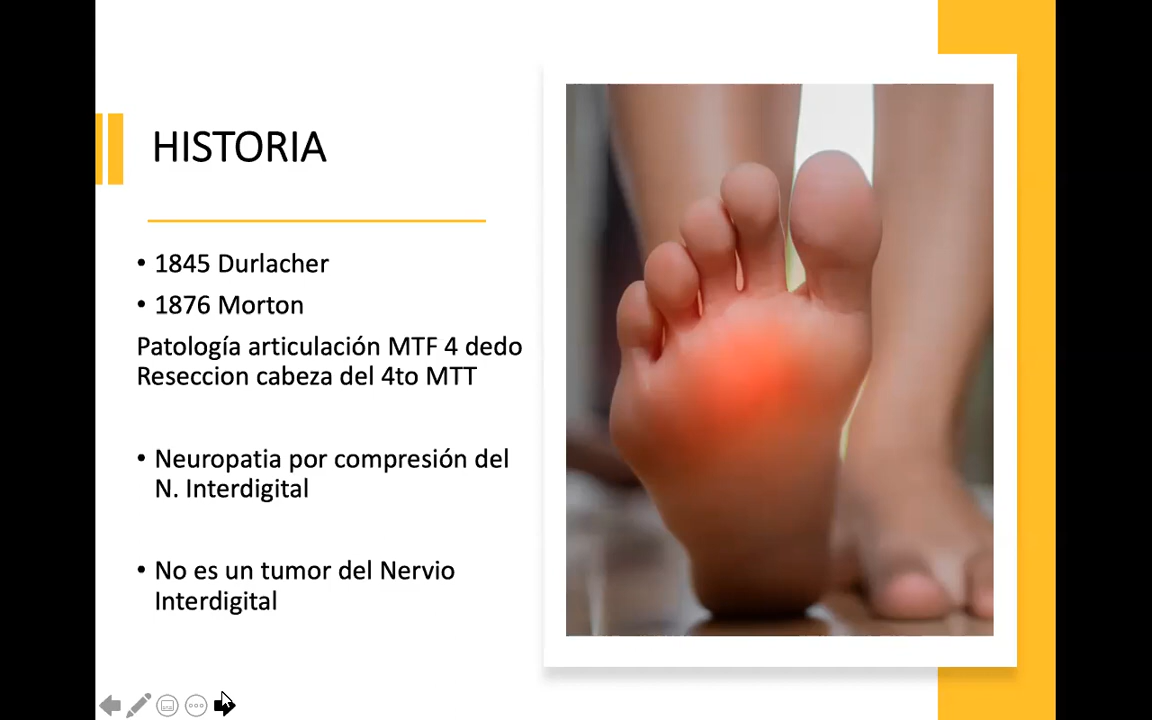 HISTORIA
• 1845 Durlacher
• 1876 Morton
Patología articulación MTF 4 dedo
Reseccion cabeza del 4to MTT
• Neuropatia por compresión del
N. Interdigital
• No es un tumor del Nervio
Interdigital